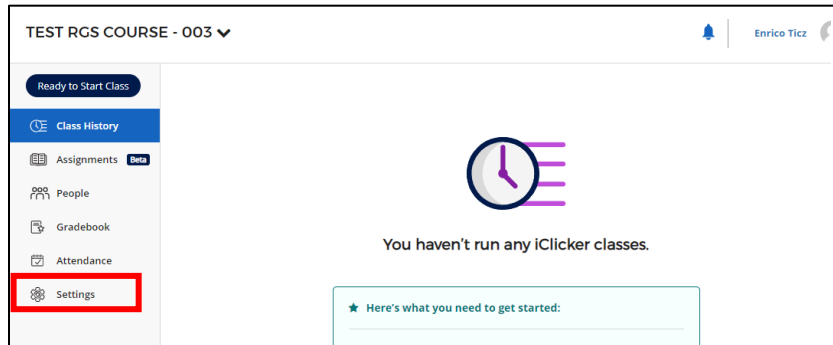 TEST RGS COURSE - 003
Enrico Ticz
Ready to Start Class
Class History
Assignments Beta
People
Gradebook
Attendance
Settings
You haven't run any iClicker classes.
★ Here's what you need to get started: